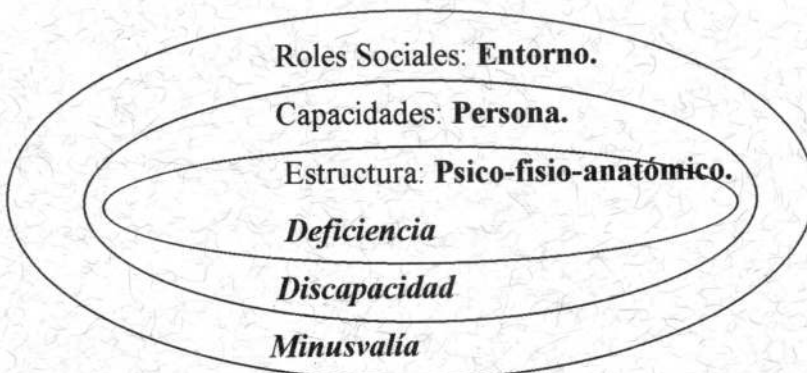 Roles Sociales: Entorno.
Capacidades: Persona.
Estructura: Psico-fisio-anatómico.
Deficiencia
Discapacidad
Minusvalía